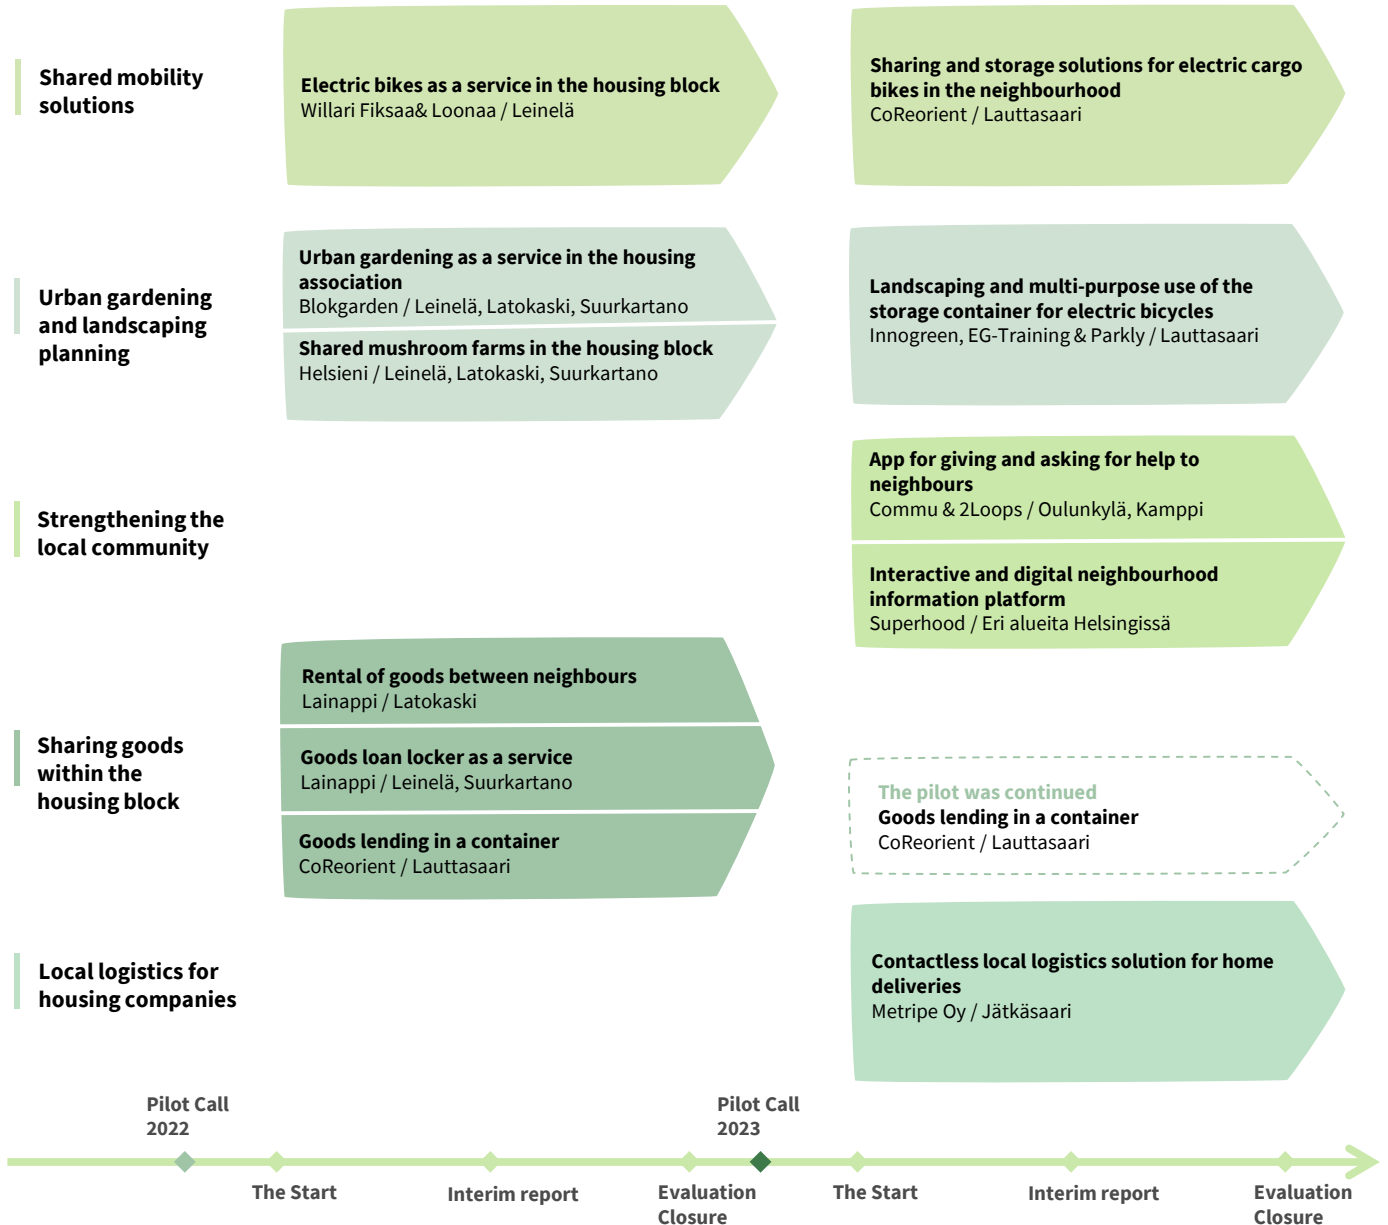 Shared mobility
solutions
Electric bikes as a service in the housing block
Willari Fiksaa& Loonaa / Leinelä
Sharing and storage solutions for electric cargo
bikes in the neighbourhood
CoReorient / Lauttasaari
Urban gardening
and landscaping
planning
Urban gardening as a service in the housing
association
Blokgarden / Leinelä, Latokaski, Suurkartano
Shared mushroom farms in the housing block
Helsieni / Leinelä, Latokaski, Suurkartano
Landscaping and multi-purpose use of the
storage container for electric bicycles
Innogreen, EG-Training & Parkly / Lauttasaari
Strengthening the
local community
App for giving and asking for help to
neighbours
Commu & 2Loops / Oulunkylä, Kamppi
Interactive and digital neighbourhood
information platform
Superhood / Eri alueita Helsingissä
Sharing goods
within the
housing block
Rental of goods between neighbours
Lainappi / Latokaski
Goods loan locker as a service
Lainappi / Leinelä, Suurkartano
Goods lending in a container
CoReorient / Lauttasaari
The pilot was continued
Goods lending in a container
CoReorient / Lauttasaari
Local logistics for
housing companies
Contactless local logistics solution for home
deliveries
Metripe Oy / Jätkäsaari
Pilot Call
2022
Pilot Call
2023
The Start
Interim report
Evaluation
Closure
The Start
Interim report
Evaluation
Closure